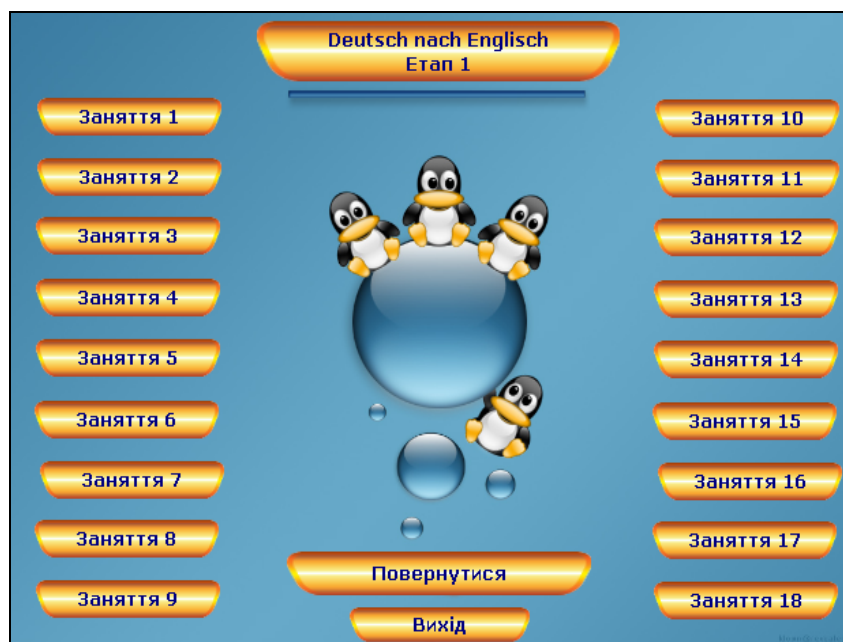 Deutsch nach Englisch
Етап 1
Заняття 1
Заняття 2
Заняття 3
Заняття 4
Заняття 5
Заняття 6
Заняття 7
Заняття 8
Заняття 9
Заняття 10
Заняття 11
Заняття 12
Заняття 13
Заняття 14
Заняття 15
Заняття 16
Заняття 17
Заняття 18
Повернутися
Вихід